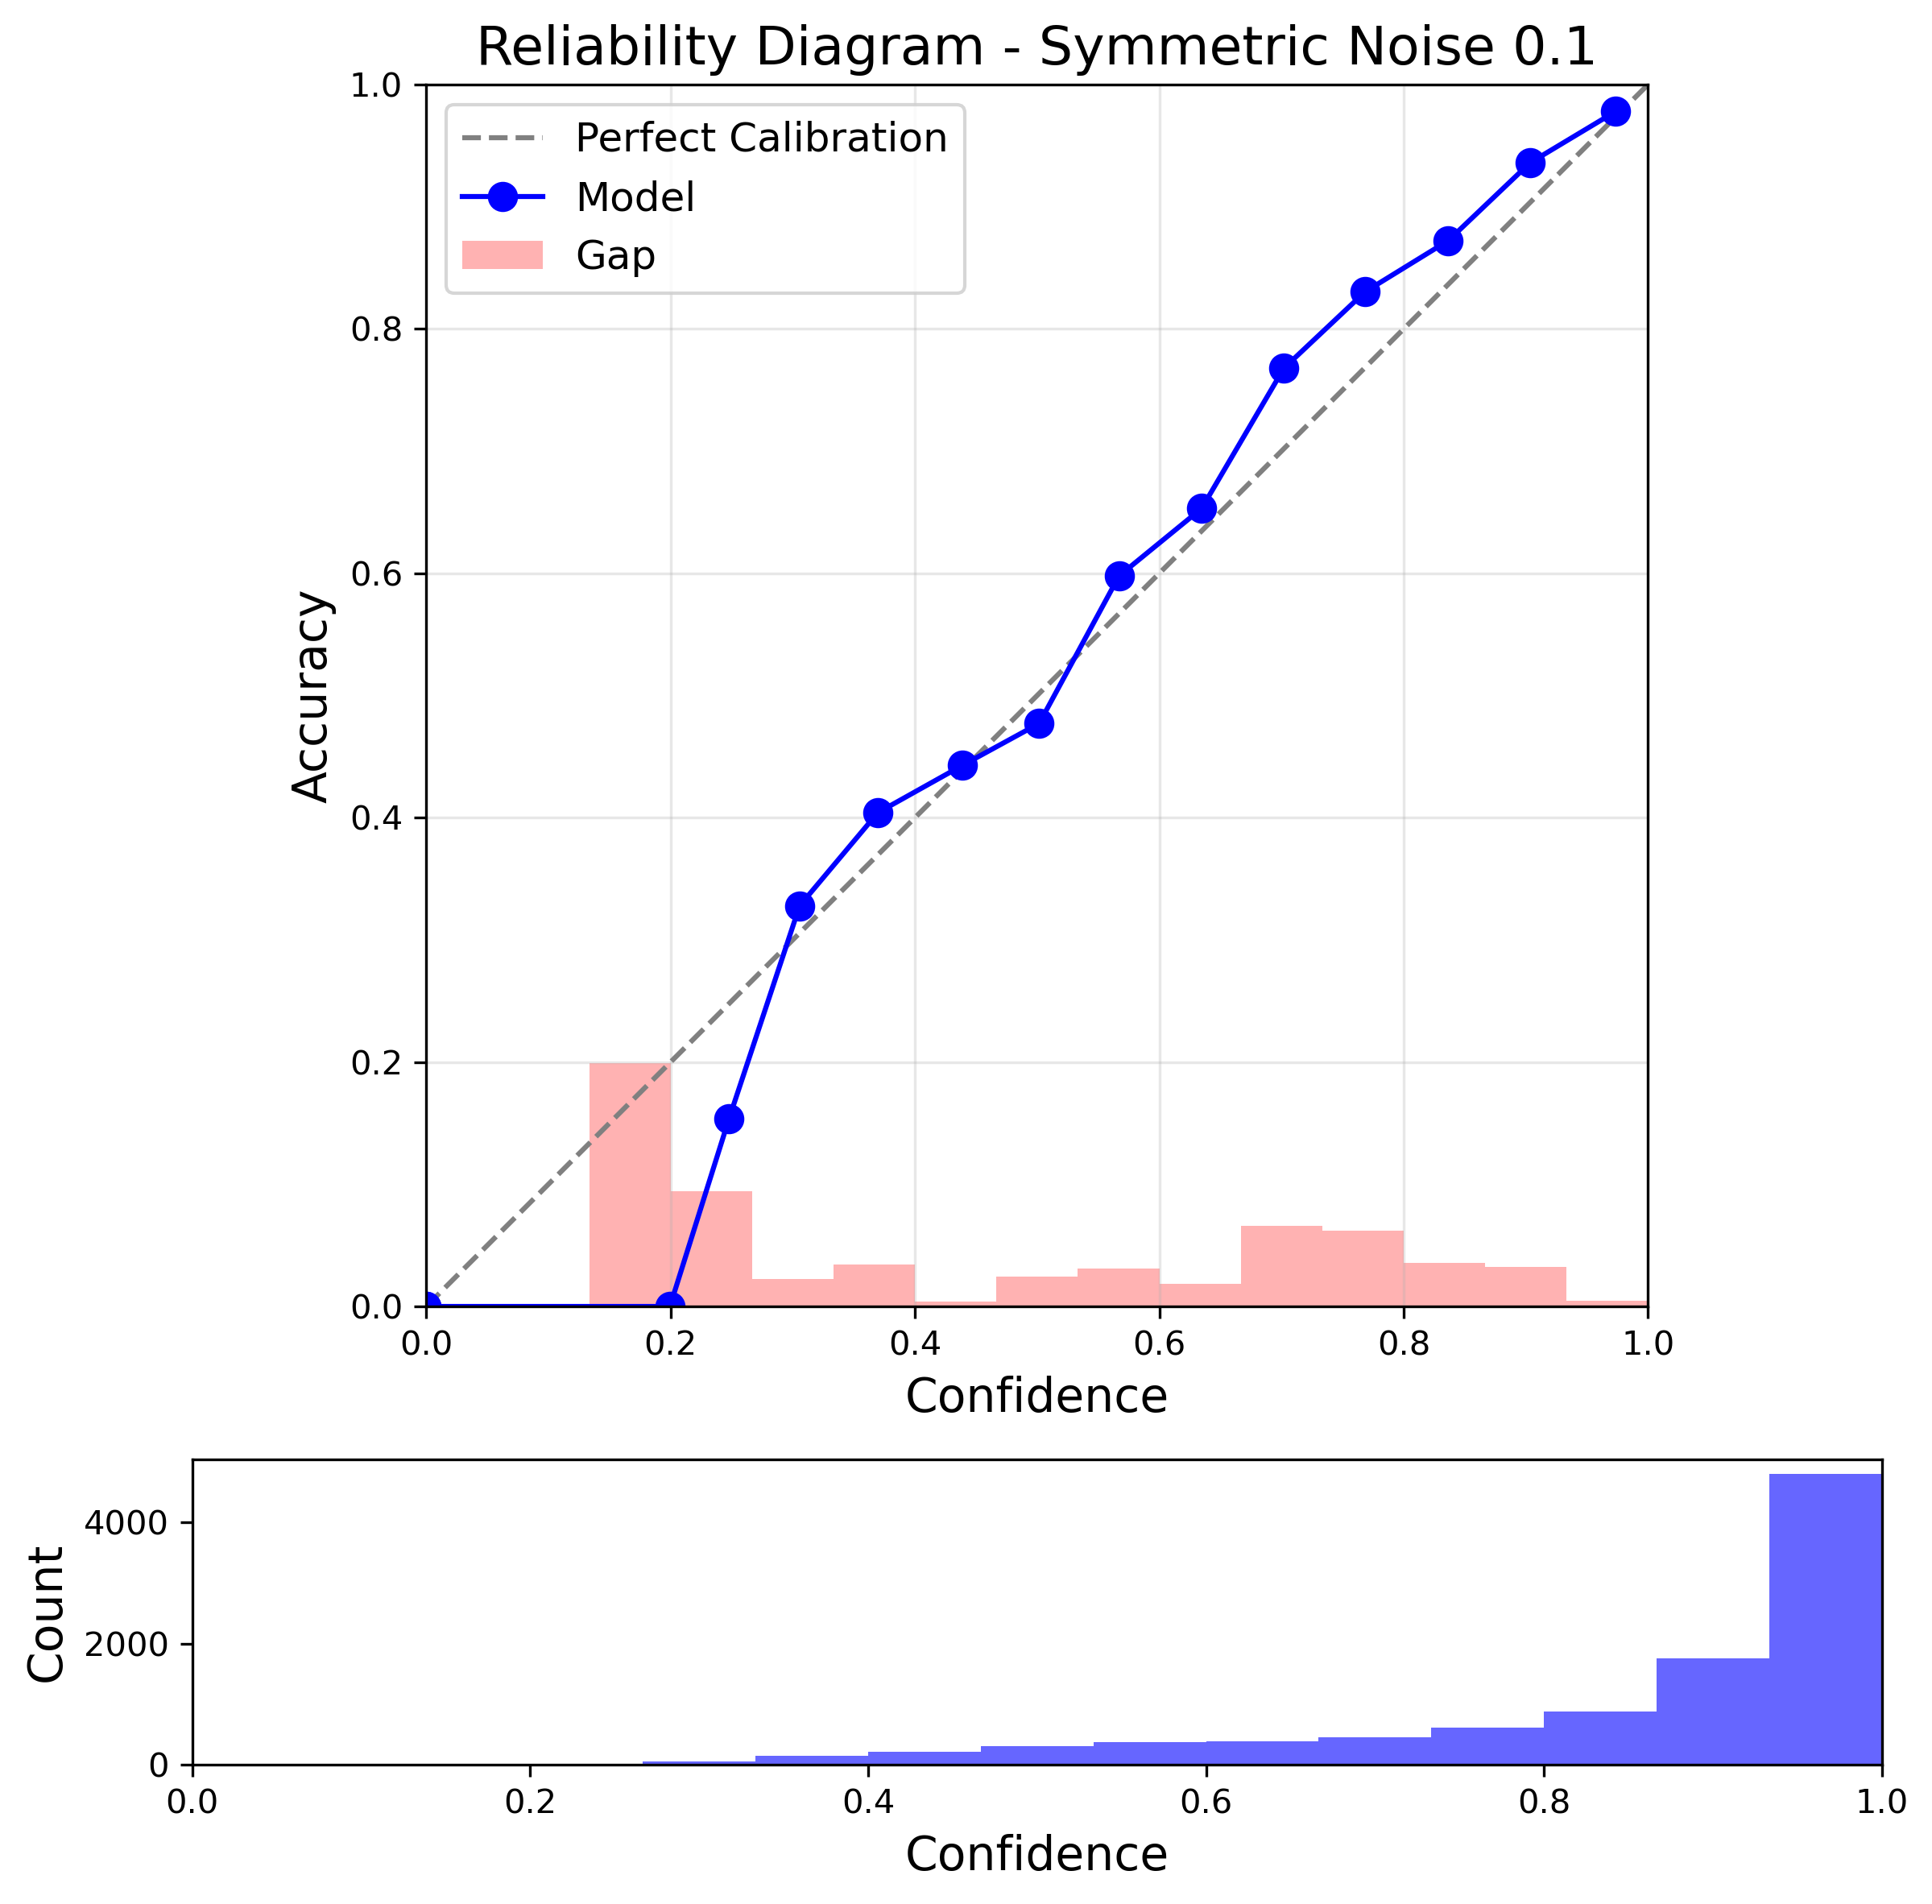 Reliability Diagram - Symmetric Noise 0.1
1.0
Perfect Calibration
Model
Gap
0.8
0.6
0.4
0.2
0.0
Accuracy
0.0 0.2 0.4 0.6 0.8 1.0
Confidence
4000
2000
0
Count
0.0 0.2 0.4 0.6 0.8 1.0
Confidence